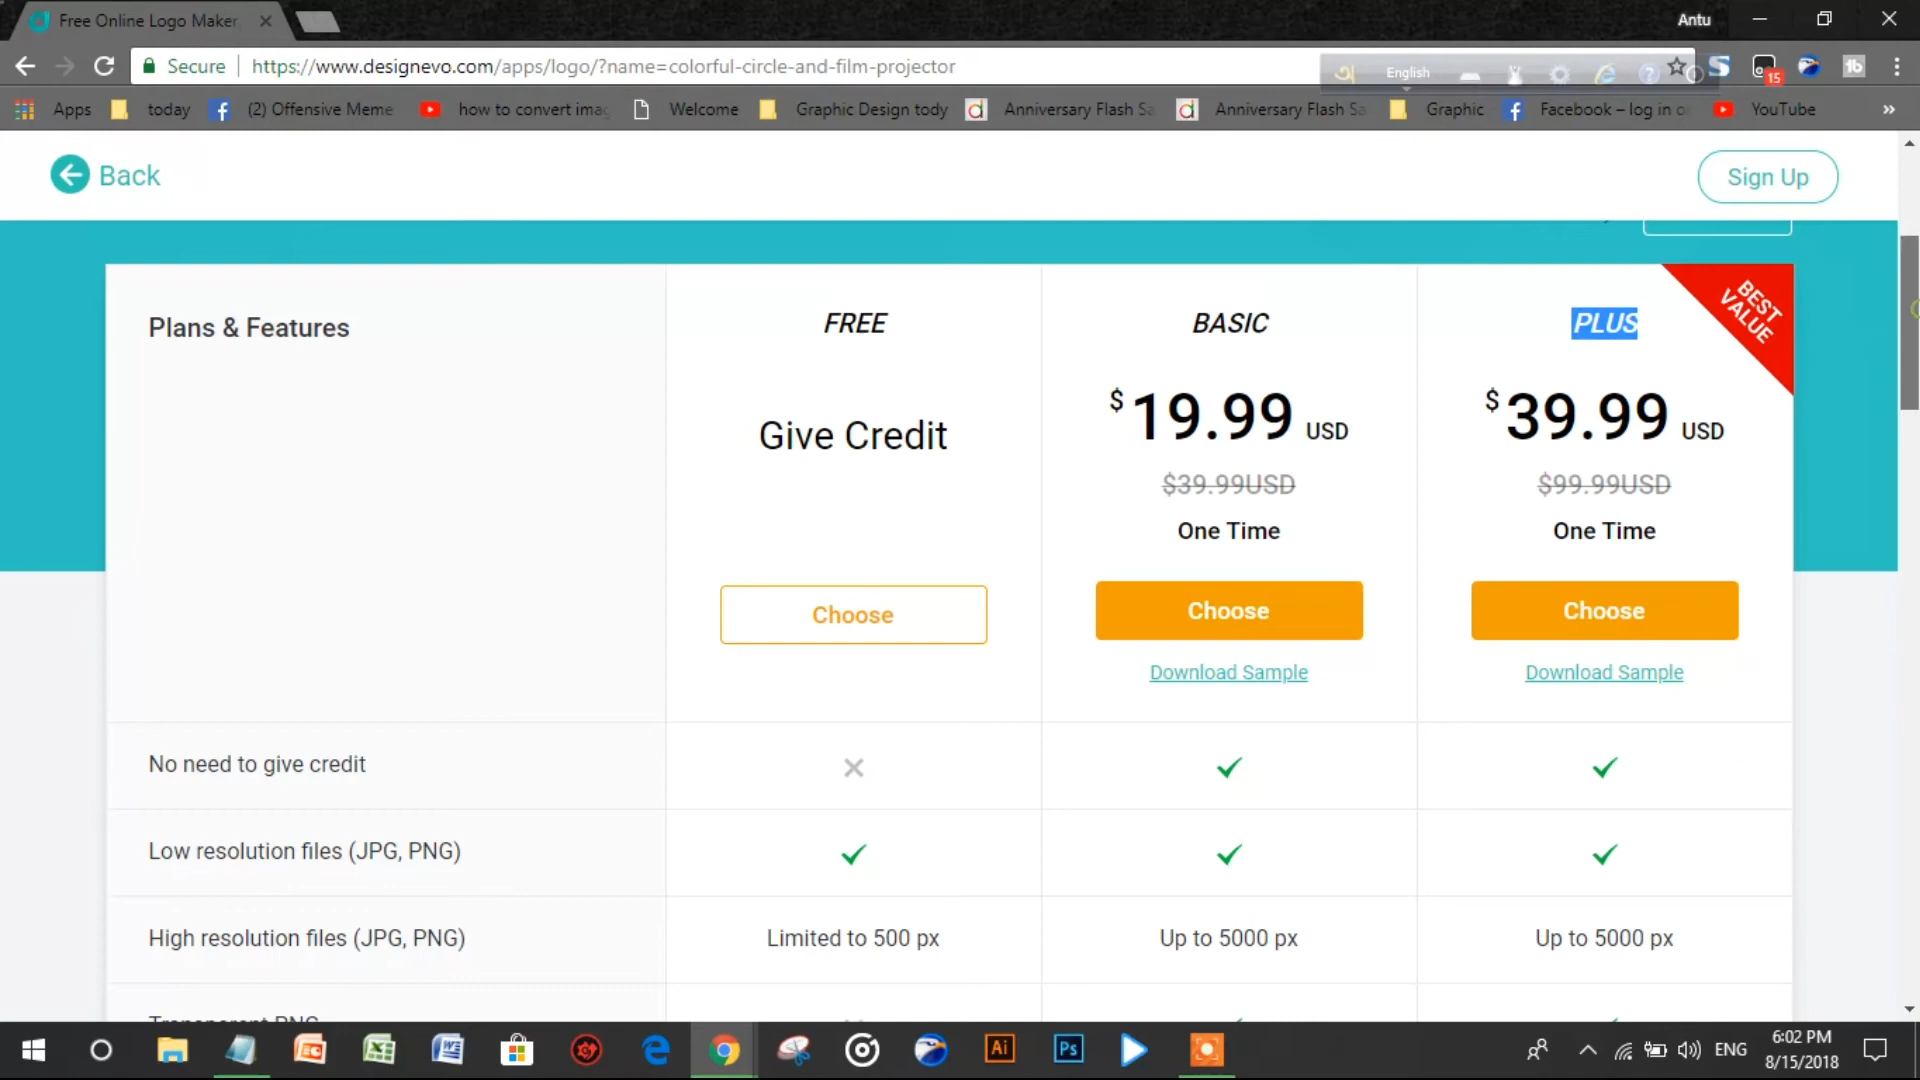 Free Online Logo Maker
Antu
Secure
https://www.designevo.com/apps/logo/?name=colorful-circle-and-film-projector
English
15
Apps
today
(2) Offensive Meme
how to convert imag
Welcome
Graphic Design tody
Anniversary Flash Sa
Anniversary Flash Sa
Graphic
Facebook – log in o
YouTube
»
Back
Sign Up
BEST
VALUE
Plans & Features
FREE
BASIC
PLUS
Give Credit
$ 19.99 USD
$ 39.99 USD
$39.99USD
$99.99USD
One Time
One Time
Choose
Choose
Choose
Download Sample
Download Sample
No need to give credit
Low resolution files (JPG, PNG)
High resolution files (JPG, PNG)
Limited to 500 px
Up to 5000 px
Up to 5000 px
Transparent PNG
Ai
Ps
ENG
6:02 PM
8/15/2018